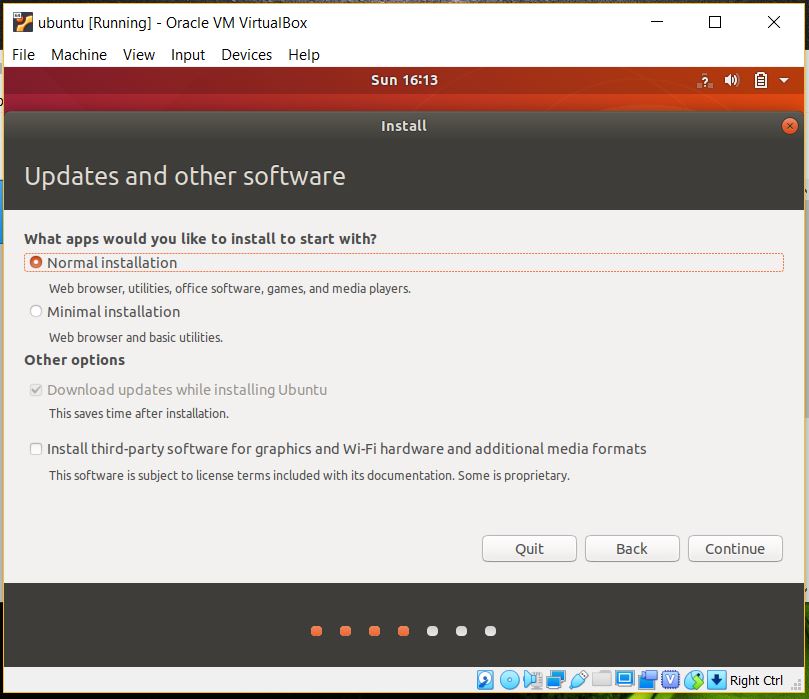 ubuntu [Running] - Oracle VM VirtualBox
File Machine View Input Devices Help
Sun 16:13
?
Install
Updates and other software
What apps would you like to install to start with?
Normal installation
Web browser, utilities, office software, games, and media players.
Minimal installation
Web browser and basic utilities.
Other options
Download updates while installing Ubuntu
This saves time after installation.
Install third-party software for graphics and Wi-Fi hardware and additional media formats
This software is subject to license terms included with its documentation. Some is proprietary.
Quit Back Continue
V Right Ctrl